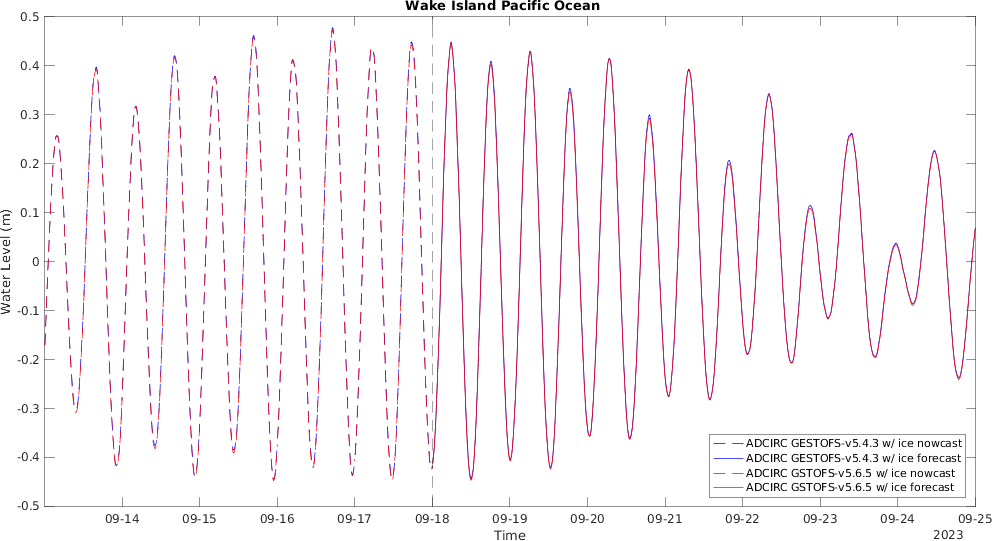 Wake Island Pacific Ocean
0.5
0.4
0.3
0.2
0.1
0
-0.1
-0.2
-0.3
-0.4
-0.5
Water Level (m)
ADCIRC GESTOFS-v5.4.3 w/ ice nowcast
ADCIRC GESTOFS-v5.4.3 w/ ice forecast
ADCIRC GSTOFS-v5.6.5 w/ ice nowcast
ADCIRC GSTOFS-v5.6.5 w/ ice forecast
09-14 09-15 09-16 09-17 09-18 09-19 09-20 09-21 09-22 09-23 09-24 09-25
Time
2023